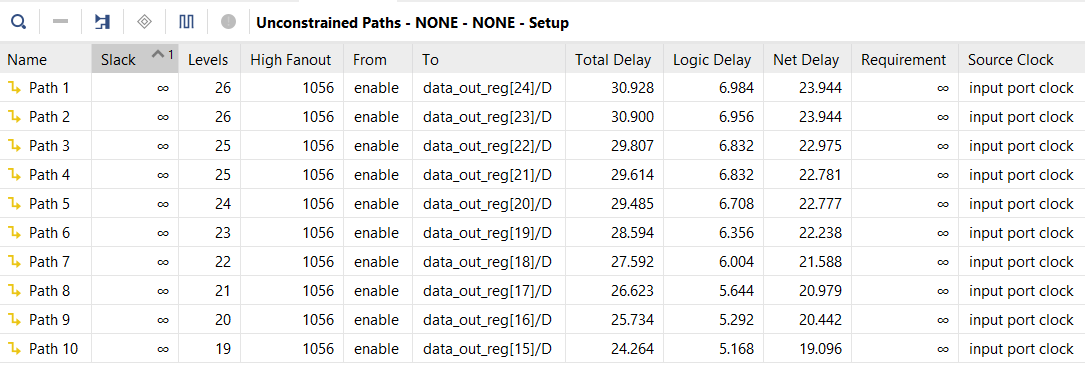 Unconstrained Paths - NONE - NONE - Setup
Name Slack 1 Levels High Fanout From To Total Delay Logic Delay Net Delay Requirement Source Clock
Path 1 ∞ 26 1056 enable data_out_reg[24]/D 30.928 6.984 23.944 ∞ input port clock
Path 2 ∞ 26 1056 enable data_out_reg[23]/D 30.900 6.956 23.944 ∞ input port clock
Path 3 ∞ 25 1056 enable data_out_reg[22]/D 29.807 6.832 22.975 ∞ input port clock
Path 4 ∞ 25 1056 enable data_out_reg[21]/D 29.614 6.832 22.781 ∞ input port clock
Path 5 ∞ 24 1056 enable data_out_reg[20]/D 29.485 6.708 22.777 ∞ input port clock
Path 6 ∞ 23 1056 enable data_out_reg[19]/D 28.594 6.356 22.238 ∞ input port clock
Path 7 ∞ 22 1056 enable data_out_reg[18]/D 27.592 6.004 21.588 ∞ input port clock
Path 8 ∞ 21 1056 enable data_out_reg[17]/D 26.623 5.644 20.979 ∞ input port clock
Path 9 ∞ 20 1056 enable data_out_reg[16]/D 25.734 5.292 20.442 ∞ input port clock
Path 10 ∞ 19 1056 enable data_out_reg[15]/D 24.264 5.168 19.096 ∞ input port clock